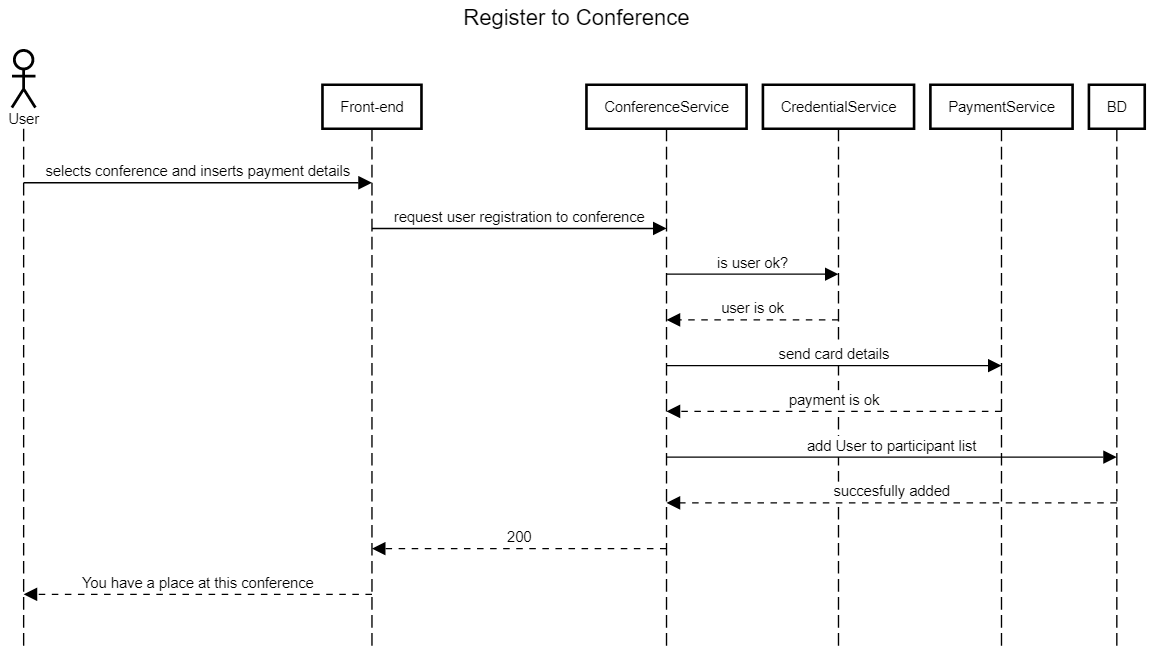 Register to Conference
User
Front-end
ConferenceService
CredentialService
PaymentService
BD
selects conference and inserts payment details
request user registration to conference
is user ok?
user is ok
send card details
payment is ok
add User to participant list
succesfully added
200
You have a place at this conference